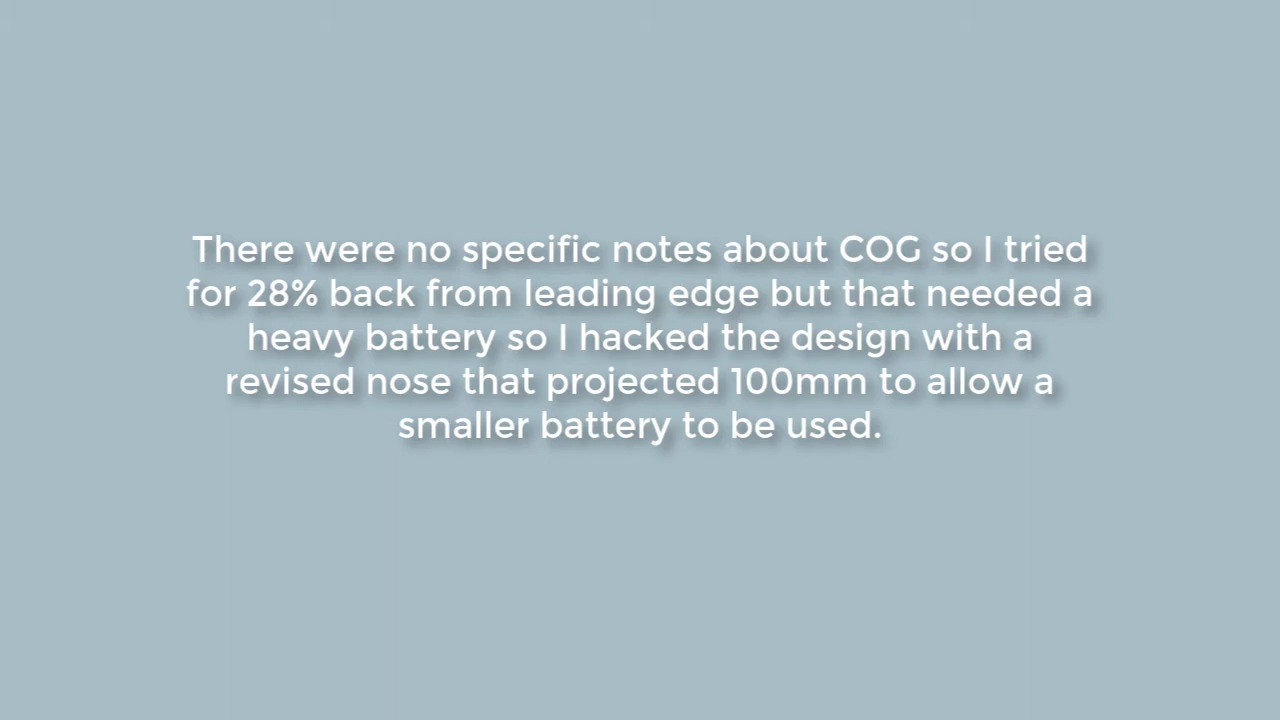 There were no specific notes about COG so I tried
for 28% back from leading edge but that needed a
heavy battery so I hacked the design with a
revised nose that projected 100mm to allow a
smaller battery to be used.